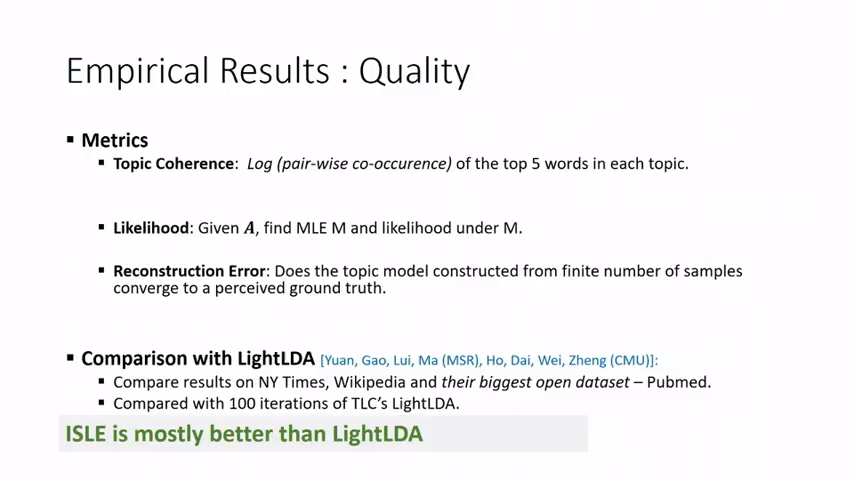 Empirical Results : Quality
▪ Metrics
▪ Topic Coherence: Log (pair-wise co-occurence) of the top 5 words in each topic.
▪ Likelihood: Given A, find MLE M and likelihood under M.
▪ Reconstruction Error: Does the topic model constructed from finite number of samples
converge to a perceived ground truth.
▪ Comparison with LightLDA [Yuan, Gao, Lui, Ma (MSR), Ho, Dai, Wei, Zheng (CMU)]:
▪ Compare results on NY Times, Wikipedia and their biggest open dataset – Pubmed.
▪ Compared with 100 iterations of TLC’s LightLDA.
ISLE is mostly better than LightLDA